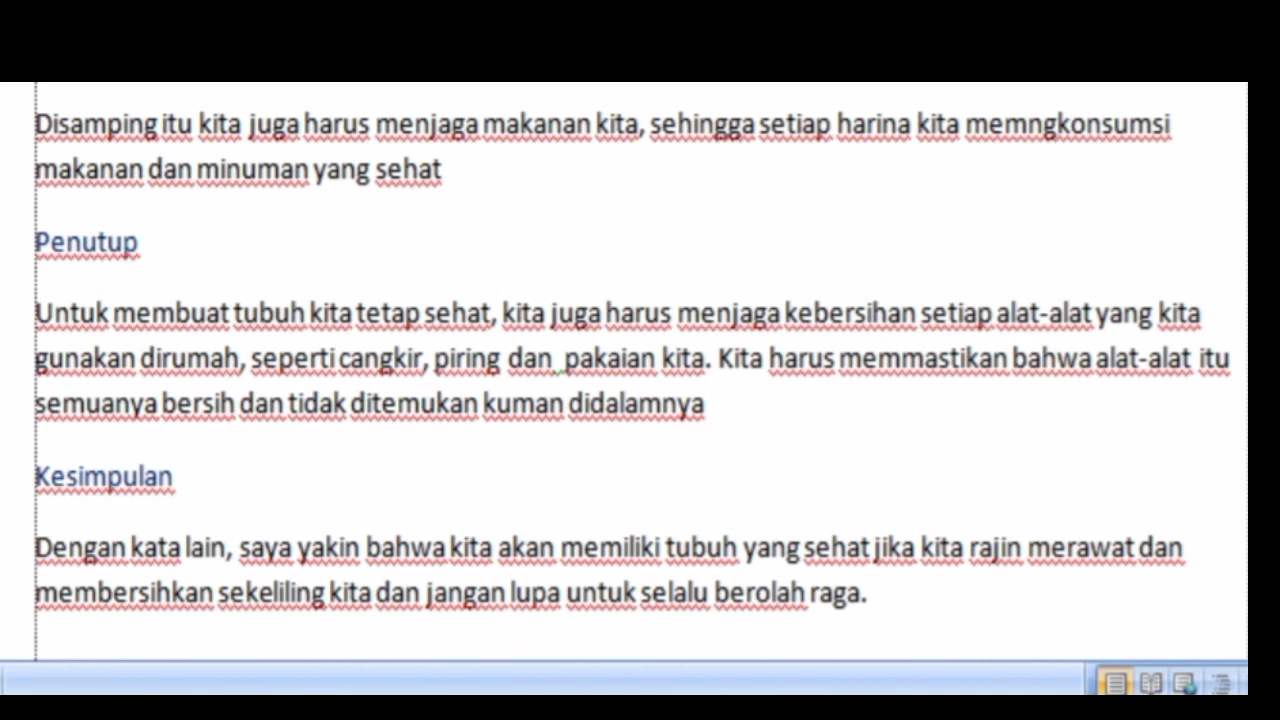 Disamping itu kita juga harus menjaga makanan kita, sehingga setiap harina kita memngkonsumsi
makanan dan minuman yang sehat
Penutup
Untuk membuat tubuh kita tetap sehat, kita juga harus menjaga kebersihan setiap alat-alat yang kita
gunakan dirumah, seperti cangkir, piring dan  pakaian kita. Kita harus memmastikan bahwa alat-alat itu
semuanya bersih dan tidak ditemukan kuman didalamnya
Kesimpulan
Dengan kata lain, saya yakin bahwa kita akan memiliki tubuh yang sehat jika kita rajin merawat dan
membersihkan sekeliling kita dan jangan lupa untuk selalu berolah raga.